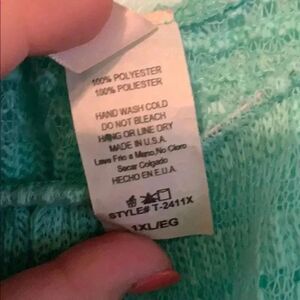 100% POLYESTER
100% POLIESTER
HAND WASH COLD
DO NOT BLEACH
HANG OR LINE DRY
MADE IN U.S.A.
Lave Frio a Mano, No Cloro
Secar Colgado
HECHO EN E.U.A.
STYLE# T-2411X
1XL/EG